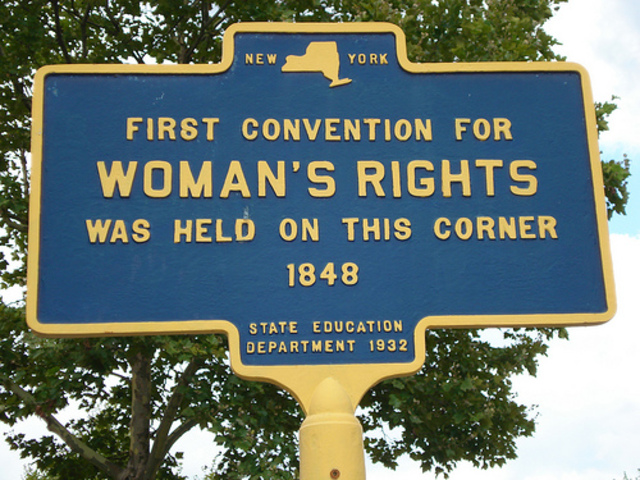 NEW YORK
FIRST CONVENTION FOR
WOMAN'S RIGHTS
WAS HELD ON THIS CORNER
1848
STATE EDUCATION
DEPARTMENT 1932